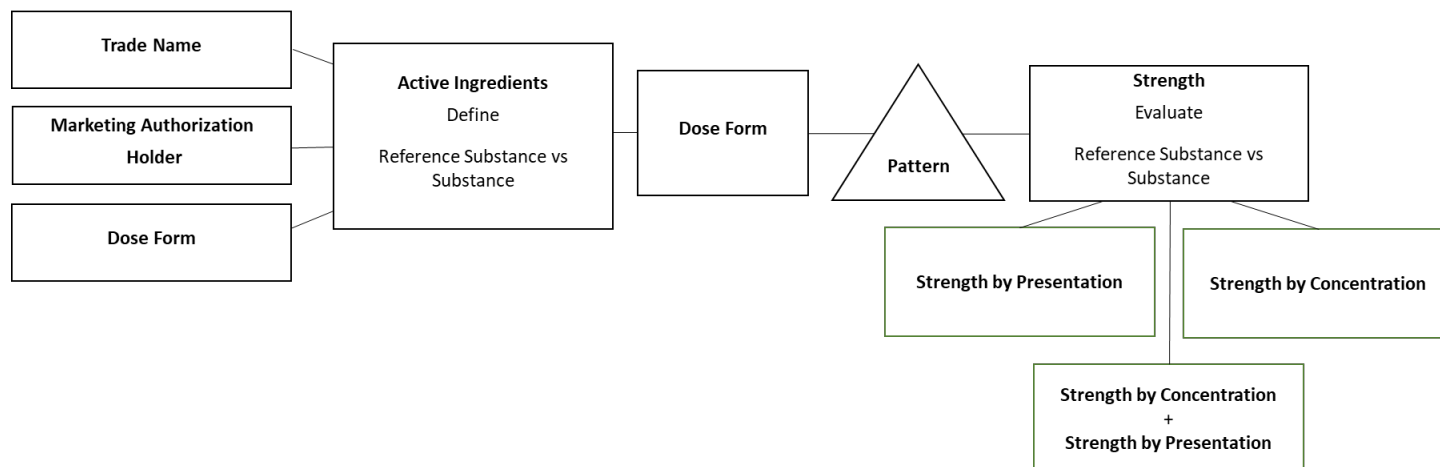 Trade Name
Marketing Authorization
Holder
Dose Form
Active Ingredients
Define
Reference Substance vs
Substance
Dose Form
Pattern
Strength
Evaluate
Reference Substance vs
Substance
Strength by Presentation
Strength by Concentration
Strength by Concentration
+
Strength by Presentation